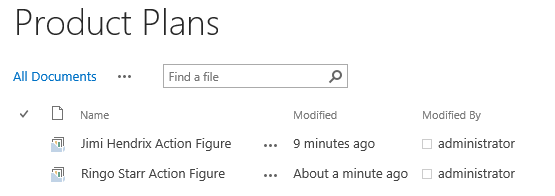 Product Plans
All Documents ... Find a file
Name Modified Modified By
Jimi Hendrix Action Figure ... 9 minutes ago administrator
Ringo Starr Action Figure ... About a minute ago administrator